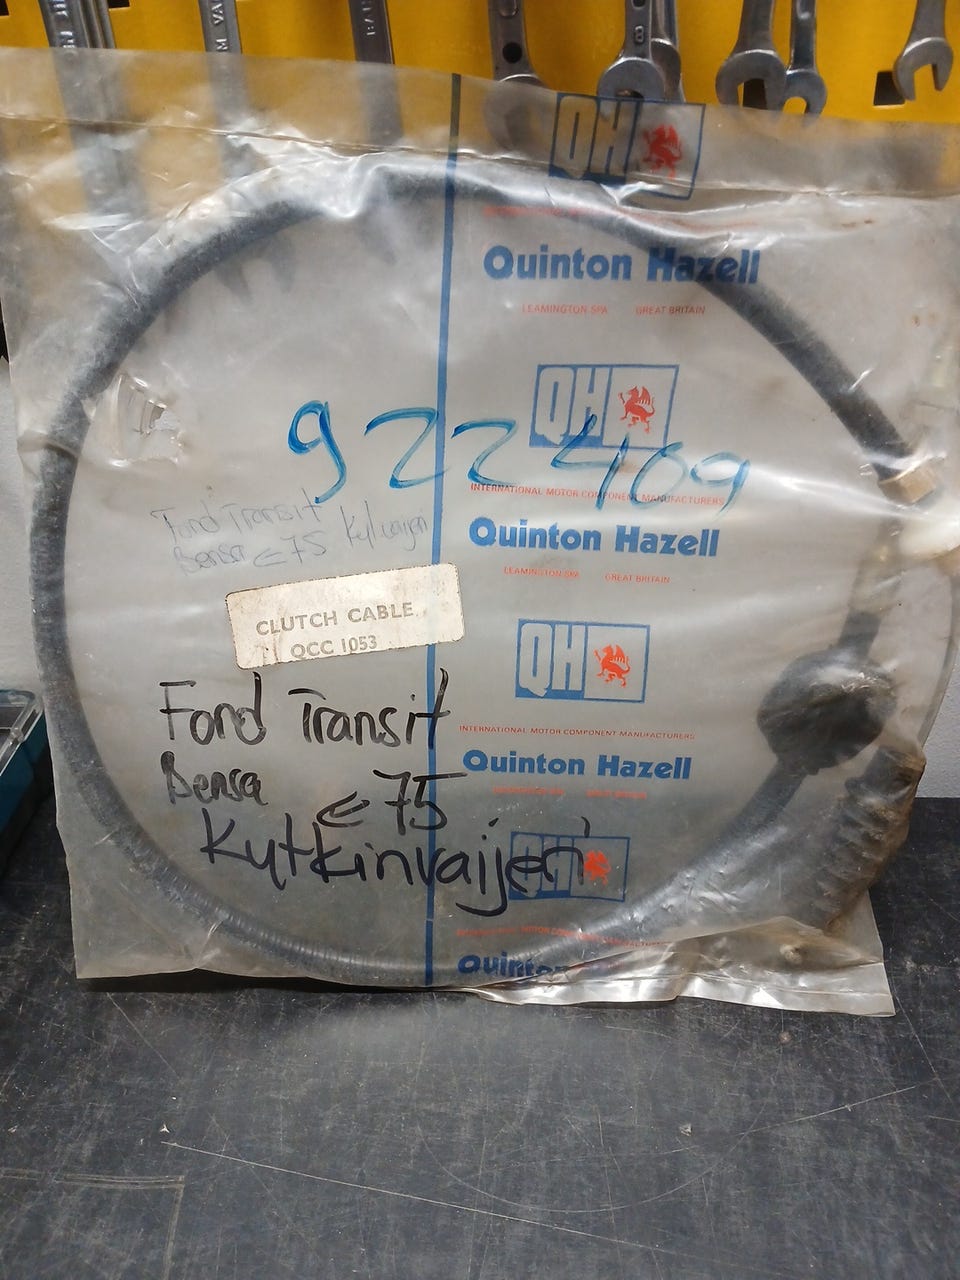 QH
Quinton Hazell
LEAMINGTON SPA GREAT BRITAIN
QH
922409
INTERNATIONAL MOTOR COMPONENT MANUFACTURERS
Ford Transit
Bensa ⋲ 75
Quinton Hazell
LEAMINGTON SPA GREAT BRITAIN
CLUTCH CABLE
QCC 1053
QH
Ford Transit
INTERNATIONAL MOTOR COMPONENT MANUFACTURERS
Quinton Hazell
Bensa ⋲ 75
Kytkinvaijeri
QH
Quinton